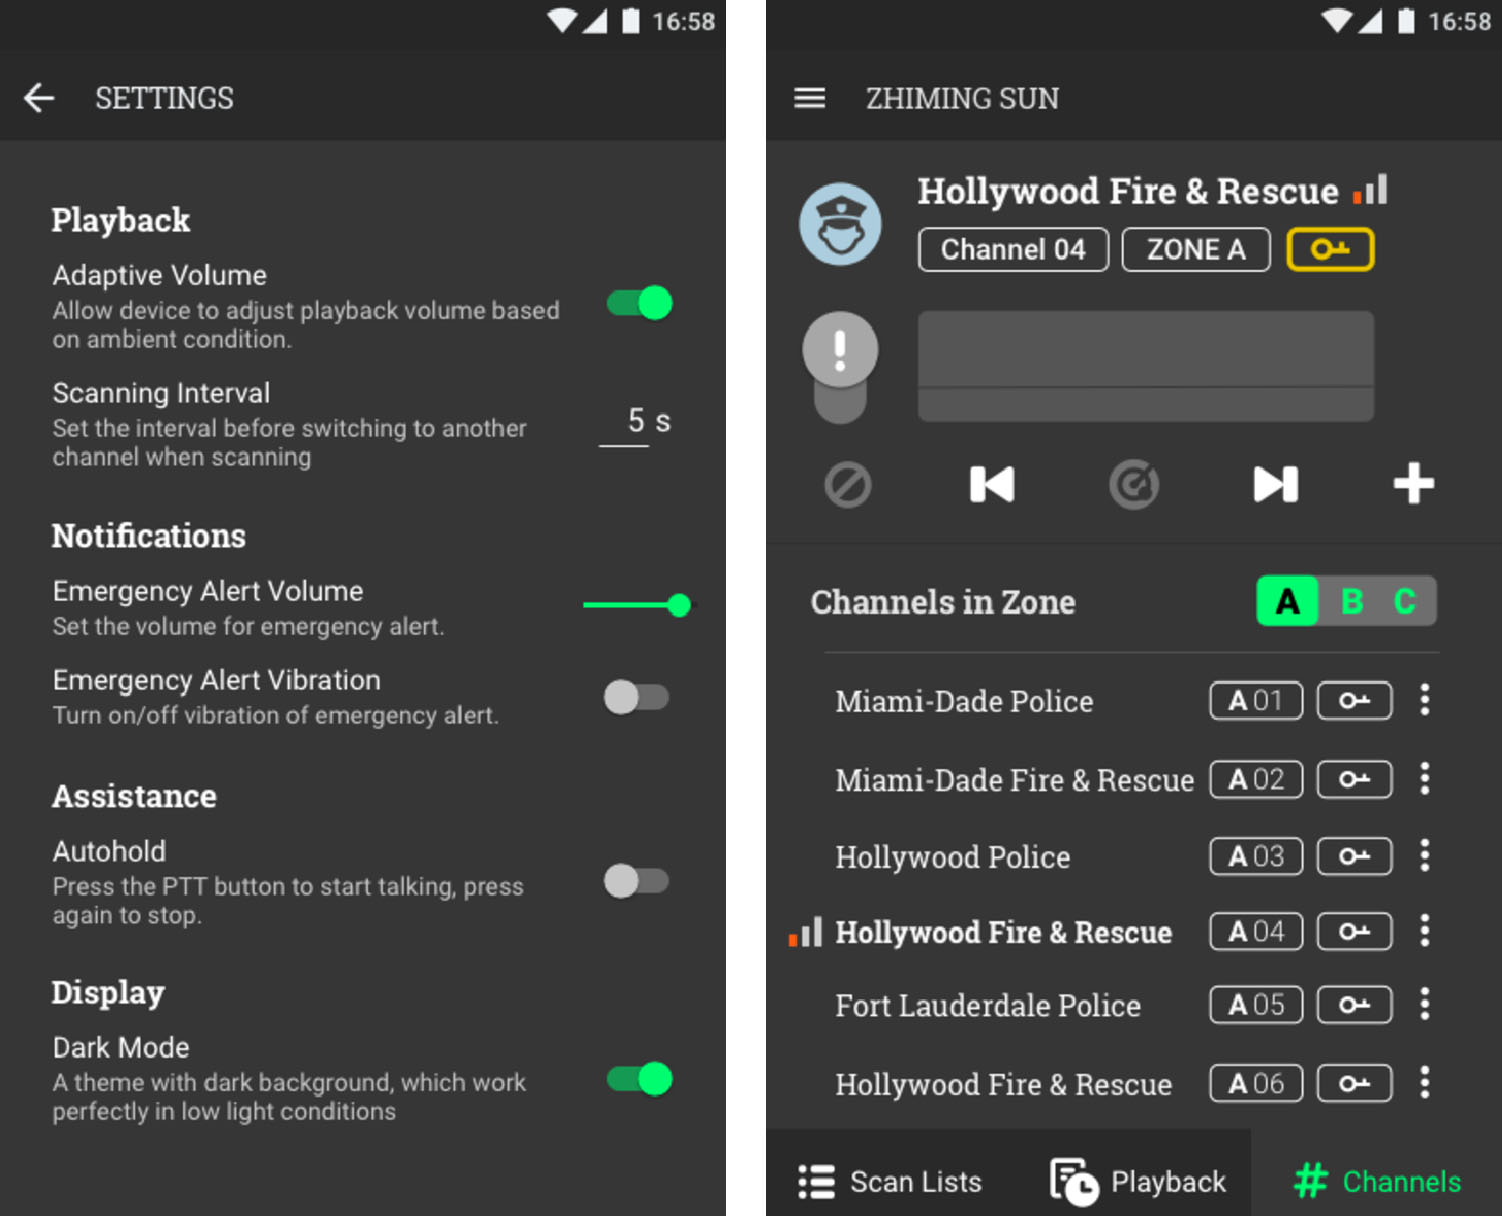 16:58
SETTINGS
Playback
Adaptive Volume
Allow device to adjust playback volume based
on ambient condition.
Scanning Interval
Set the interval before switching to another
channel when scanning
5 s
Notifications
Emergency Alert Volume
Set the volume for emergency alert.
Emergency Alert Vibration
Turn on/off vibration of emergency alert.
Assistance
Autohold
Press the PTT button to start talking, press
again to stop.
Display
Dark Mode
A theme with dark background, which work
perfectly in low light conditions
16:58
ZHIMING SUN
Hollywood Fire & Rescue
Channel 04 ZONE A
Channels in Zone A B C
Miami-Dade Police A 01
Miami-Dade Fire & Rescue A 02
Hollywood Police A 03
Hollywood Fire & Rescue A 04
Fort Lauderdale Police A 05
Hollywood Fire & Rescue A 06
Scan Lists Playback # Channels